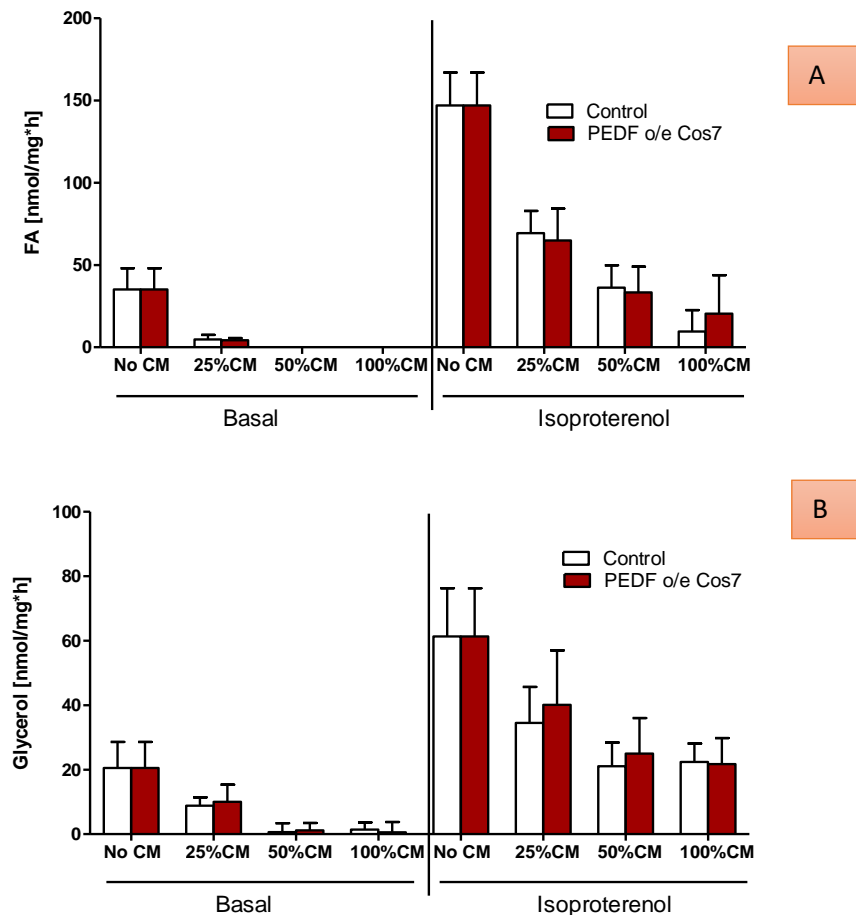 A
200
150
100
50
0
FA [nmol/mg*h]
Control
PEDF o/e Cos7
No CM 25%CM 50%CM 100%CM No CM 25%CM 50%CM 100%CM
Basal Isoproterenol
B
100
80
60
40
20
0
Glycerol [nmol/mg*h]
Control
PEDF o/e Cos7
No CM 25%CM 50%CM 100%CM No CM 25%CM 50%CM 100%CM
Basal Isoproterenol